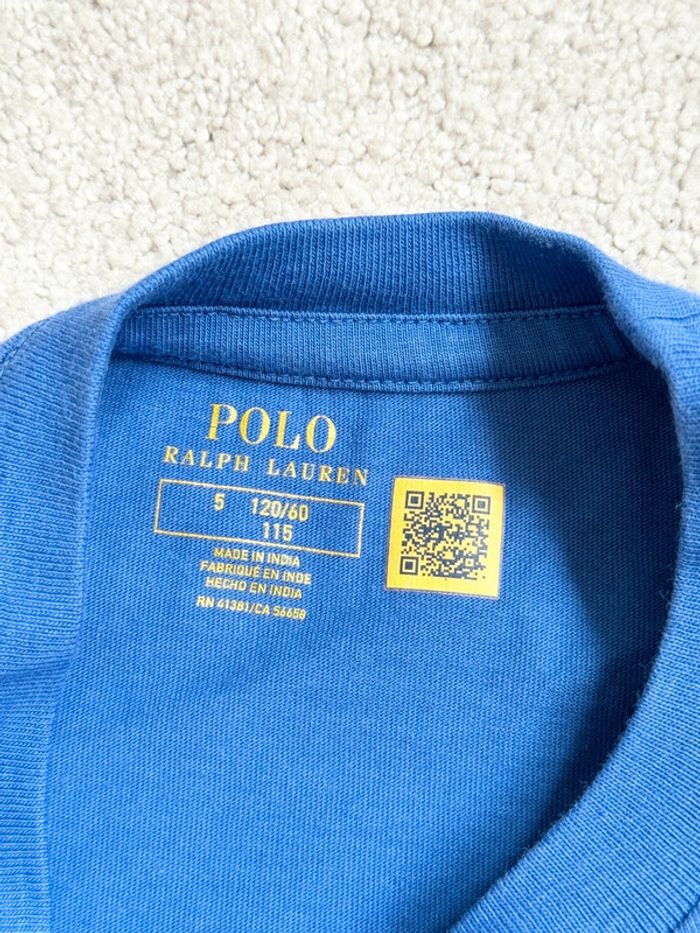 POLO
RALPH LAUREN
5 120/60
115
MADE IN INDIA
FABRIQUÉ EN INDE
HECHO EN INDIA
RN 41381/CA 56658